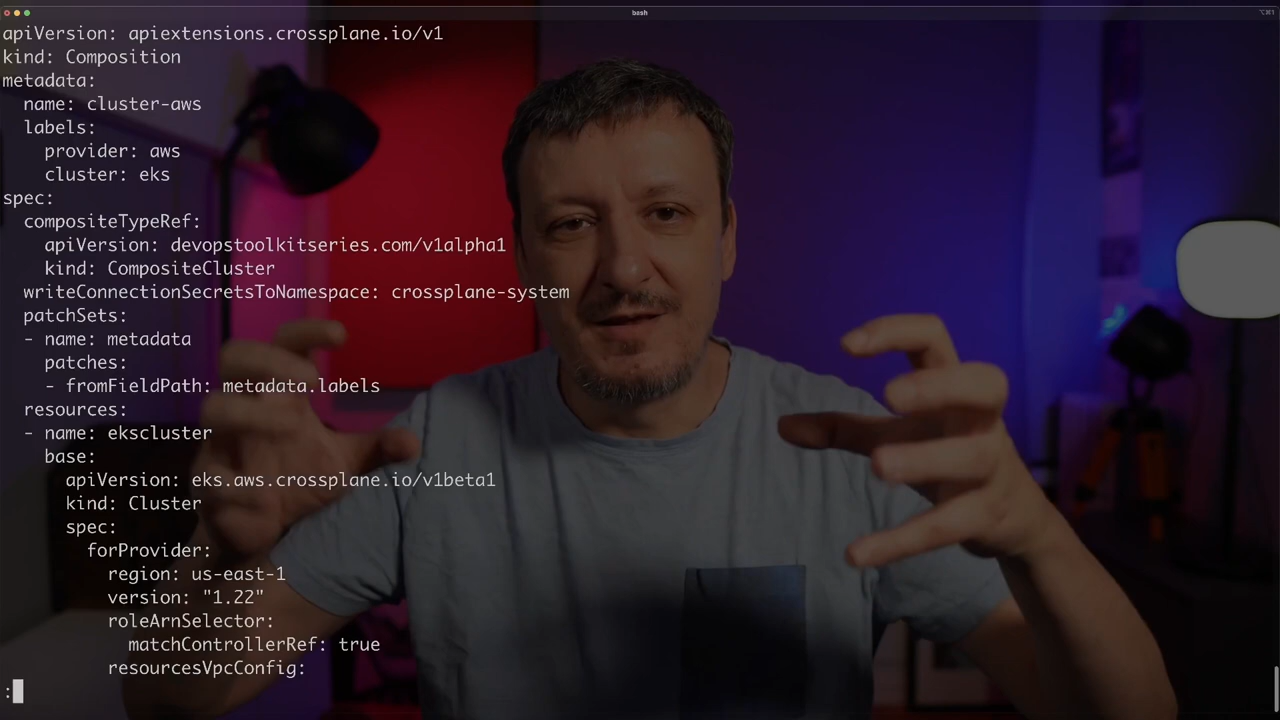 bash
⌥⌘1
apiVersion: apiextensions.crossplane.io/v1
kind: Composition
metadata:
  name: cluster-aws
  labels:
    provider: aws
    cluster: eks
spec:
  compositeTypeRef:
    apiVersion: devopstoolkitseries.com/v1alpha1
    kind: CompositeCluster
  writeConnectionSecretsToNamespace: crossplane-system
  patchSets:
  - name: metadata
    patches:
    - fromFieldPath: metadata.labels
  resources:
  - name: ekscluster
    base:
      apiVersion: eks.aws.crossplane.io/v1beta1
      kind: Cluster
      spec:
        forProvider:
          region: us-east-1
          version: "1.22"
          roleArnSelector:
            matchControllerRef: true
          resourcesVpcConfig:
: